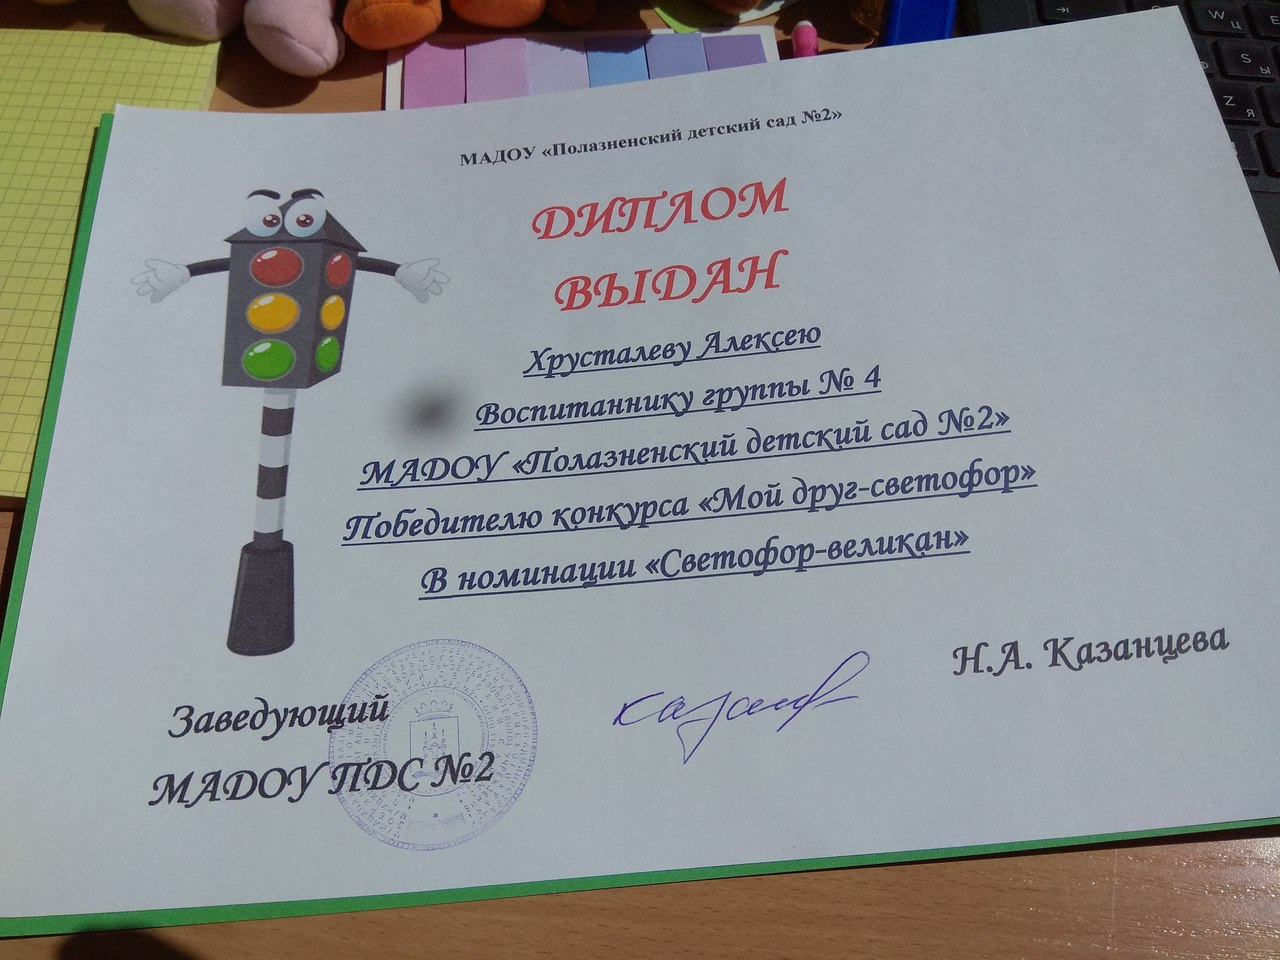 МАДОУ «Полазненский детский сад №2»
ДИПЛОМ
ВЫДАН
Хрусталеву Алексею
Воспитаннику группы № 4
МАДОУ «Полазненский детский сад №2»
Победителю конкурса «Мой друг-светофор»
В номинации «Светофор-великан»
Заведующий
Н.А. Казанцева
МАДОУ ПДС №2